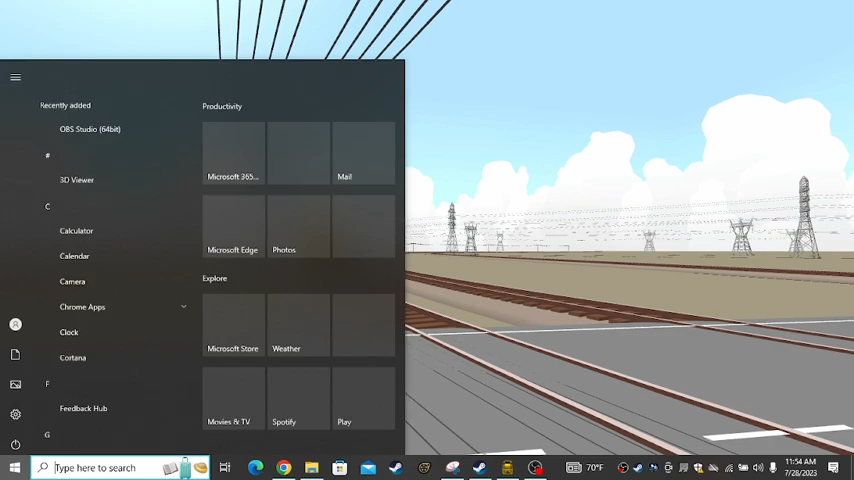 Recently added
OBS Studio (64bit)
#
3D Viewer
C
Calculator
Calendar
Camera
Chrome Apps
Clock
Cortana
F
Feedback Hub
G
Productivity
Microsoft 365...
Mail
Microsoft Edge
Photos
Explore
Microsoft Store
Weather
Movies & TV
Spotify
Play
Type here to search
70°F
11:54 AM
7/28/2023